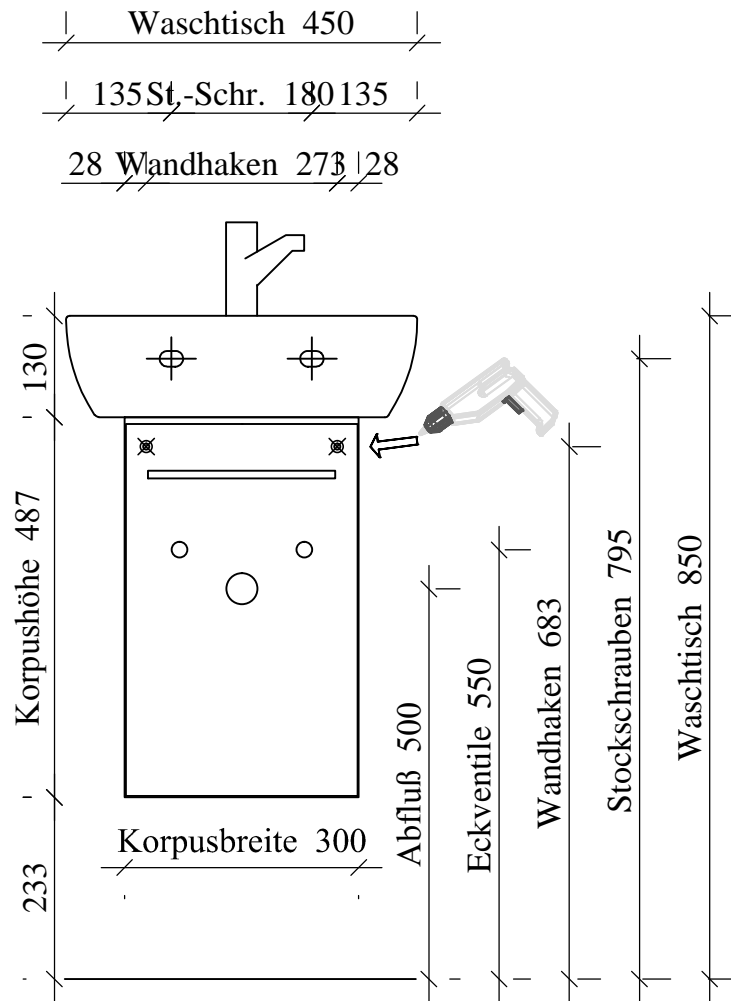 Waschtisch 450
135 St.-Schr. 180 135
28 Wandhaken 273 28
130
Korpushöhe 487
233
Korpusbreite 300
Abfluß 500
Eckventile 550
Wandhaken 683
Stockschrauben 795
Waschtisch 850